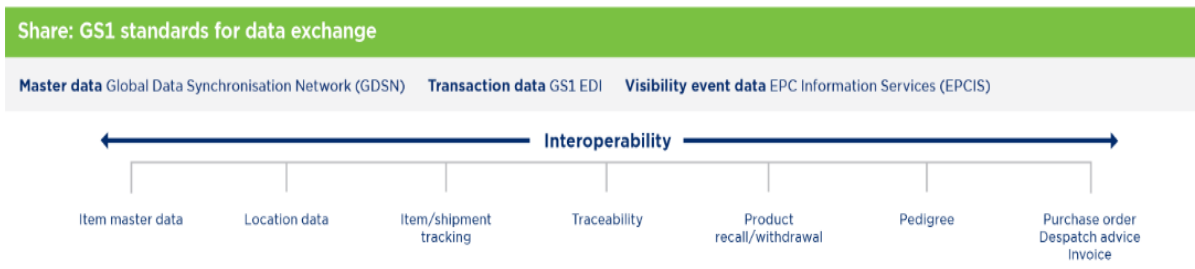 Share: GS1 standards for data exchange
Master data Global Data Synchronisation Network (GDSN) Transaction data GS1 EDI Visibility event data EPC Information Services (EPCIS)
Interoperability
Item master data
Location data
Item/shipment
tracking
Traceability
Product
recall/withdrawal
Pedigree
Purchase order
Despatch advice
Invoice